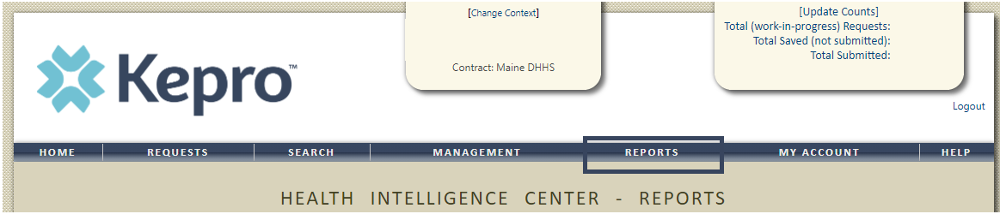 [Change Context]
Contract: Maine DHHS
[Update Counts]
Total (work-in-progress) Requests:
Total Saved (not submitted):
Total Submitted:
Kepro™
Logout
HOME REQUESTS SEARCH MANAGEMENT REPORTS MY ACCOUNT HELP
HEALTH INTELLIGENCE CENTER - REPORTS